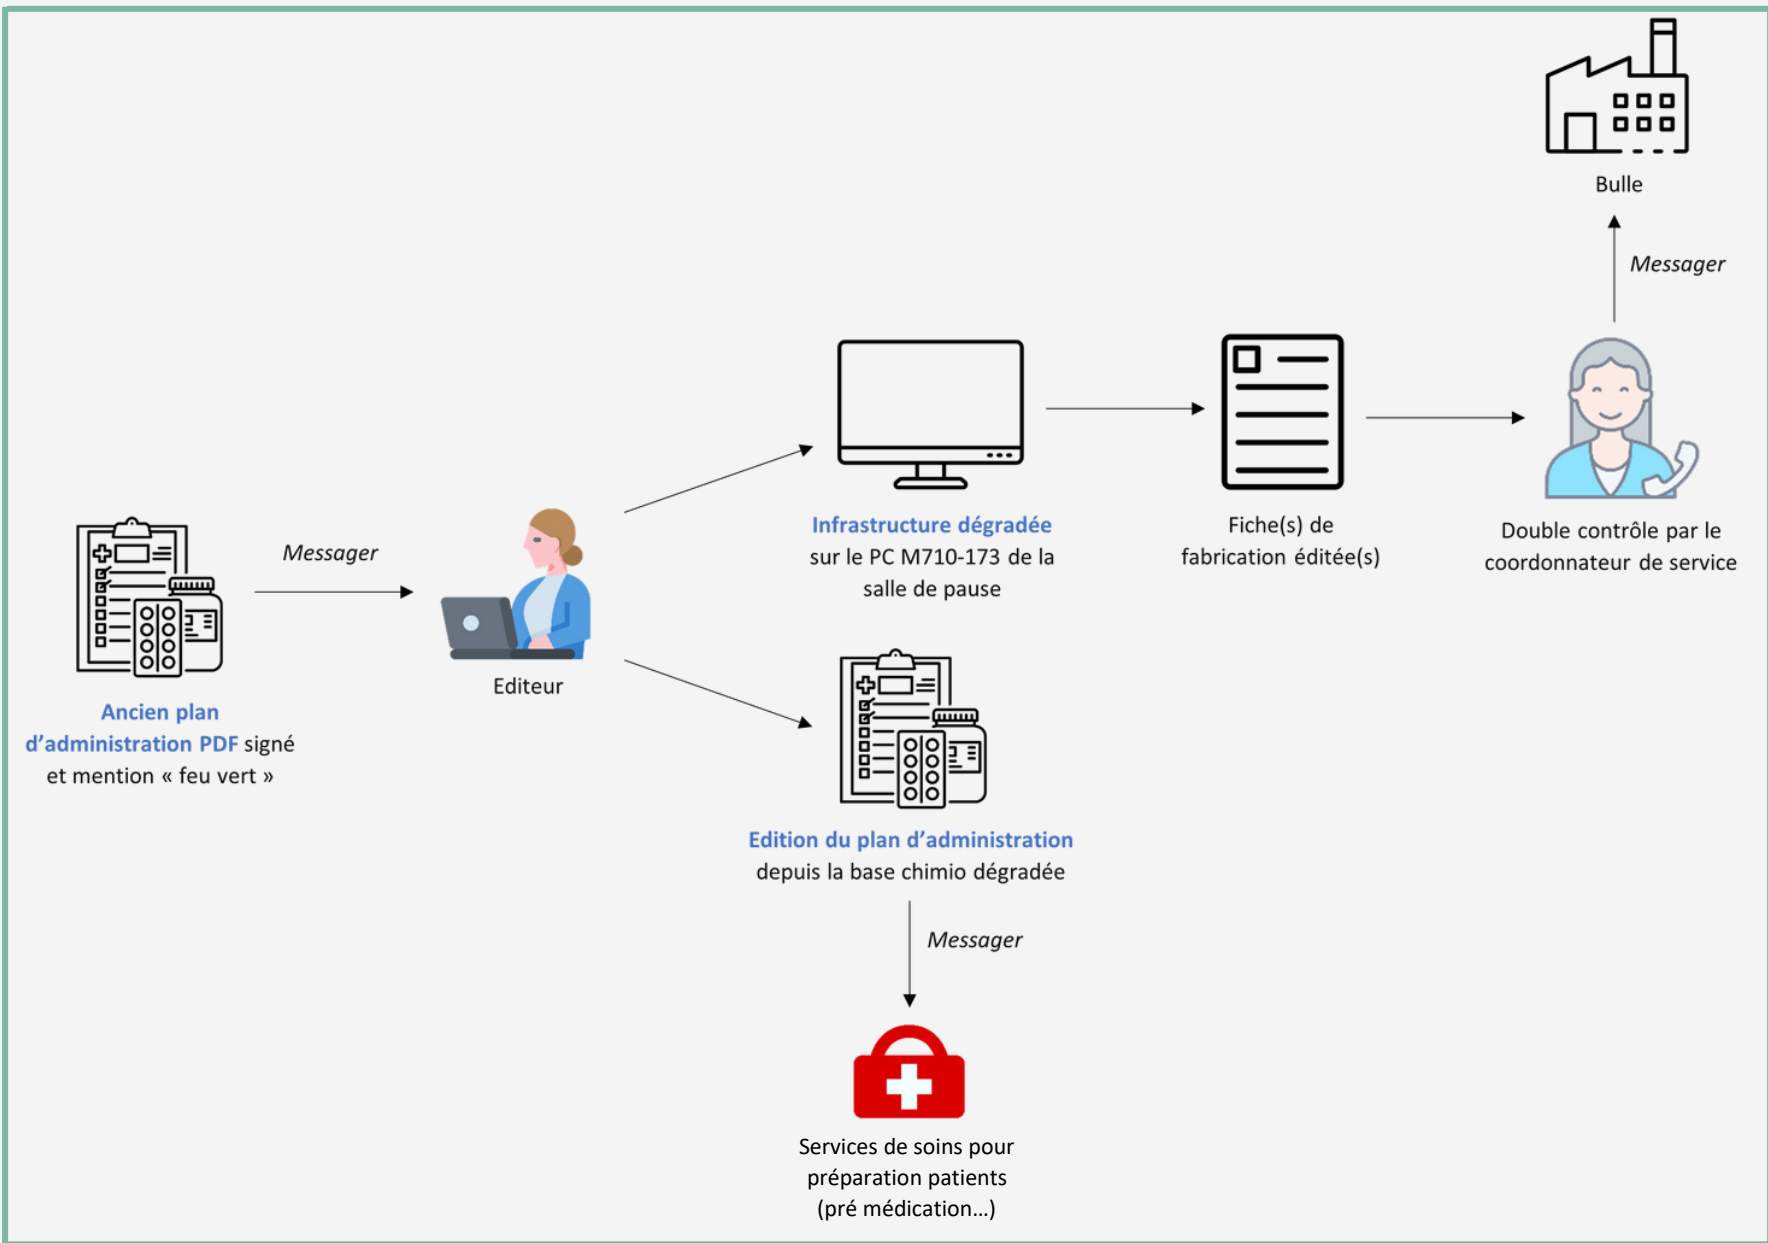 Bulle
Messager
Infrastructure dégradée
sur le PC M710-173 de la
salle de pause
Fiche(s) de
fabrication éditée(s)
Double contrôle par le
coordonnateur de service
Messager
Editeur
Ancien plan
d’administration PDF signé
et mention « feu vert »
Edition du plan d’administration
depuis la base chimio dégradée
Messager
Services de soins pour
préparation patients
(pré médication…)